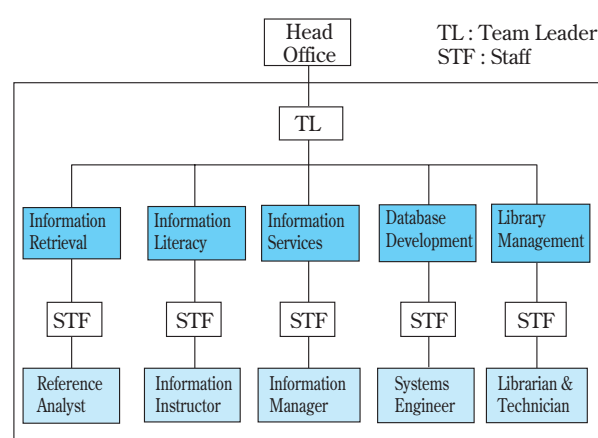 Head
Office
TL : Team Leader
STF : Staff
TL
Information
Retrieval
Information
Literacy
Information
Services
Database
Development
Library
Management
STF
STF
STF
STF
STF
Reference
Analyst
Information
Instructor
Information
Manager
Systems
Engineer
Librarian &
Technician